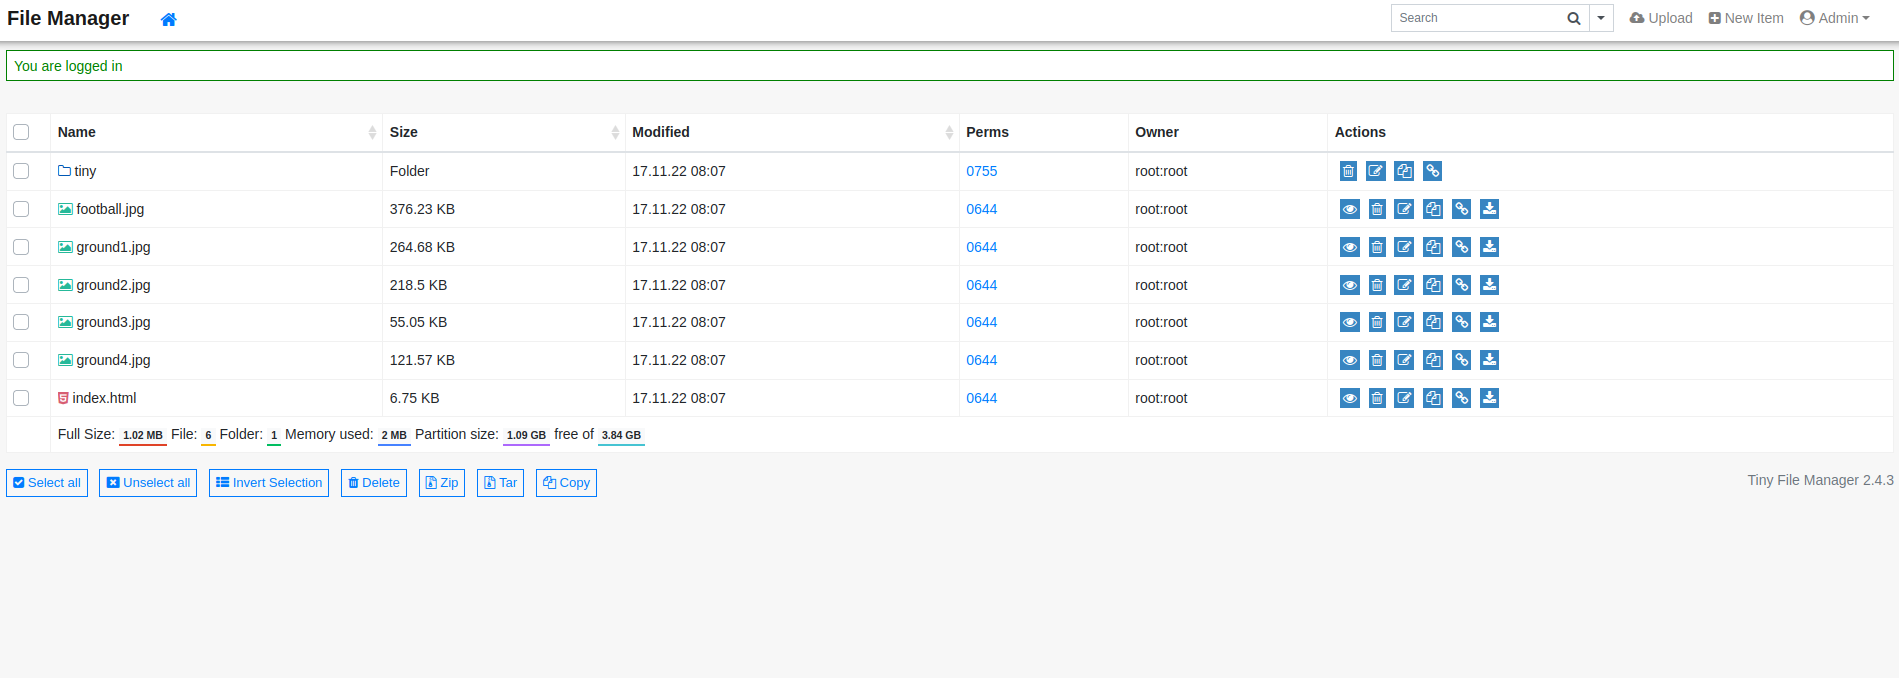 File Manager Search Upload New Item Admin
You are logged in
Name Size Modified Perms Owner Actions
tiny Folder 17.11.22 08:07 0755 root:root
football.jpg 376.23 KB 17.11.22 08:07 0644 root:root
ground1.jpg 264.68 KB 17.11.22 08:07 0644 root:root
ground2.jpg 218.5 KB 17.11.22 08:07 0644 root:root
ground3.jpg 55.05 KB 17.11.22 08:07 0644 root:root
ground4.jpg 121.57 KB 17.11.22 08:07 0644 root:root
index.html 6.75 KB 17.11.22 08:07 0644 root:root
Full Size: 1.02 MB File: 6 Folder: 1 Memory used: 2 MB Partition size: 1.09 GB free of 3.84 GB
Select all Unselect all Invert Selection Delete Zip Tar Copy Tiny File Manager 2.4.3